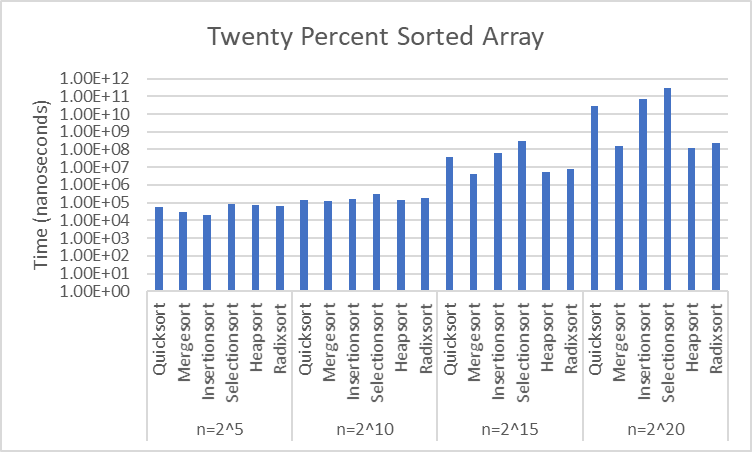 Twenty Percent Sorted Array
Time (nanoseconds)
1.00E+12
1.00E+11
1.00E+10
1.00E+09
1.00E+08
1.00E+07
1.00E+06
1.00E+05
1.00E+04
1.00E+03
1.00E+02
1.00E+01
1.00E+00
Quicksort
Mergesort
Insertionsort
Selectionsort
Heapsort
Radixsort
Quicksort
Mergesort
Insertionsort
Selectionsort
Heapsort
Radixsort
Quicksort
Mergesort
Insertionsort
Selectionsort
Heapsort
Radixsort
Quicksort
Mergesort
Insertionsort
Selectionsort
Heapsort
Radixsort
n=2^5
n=2^10
n=2^15
n=2^20